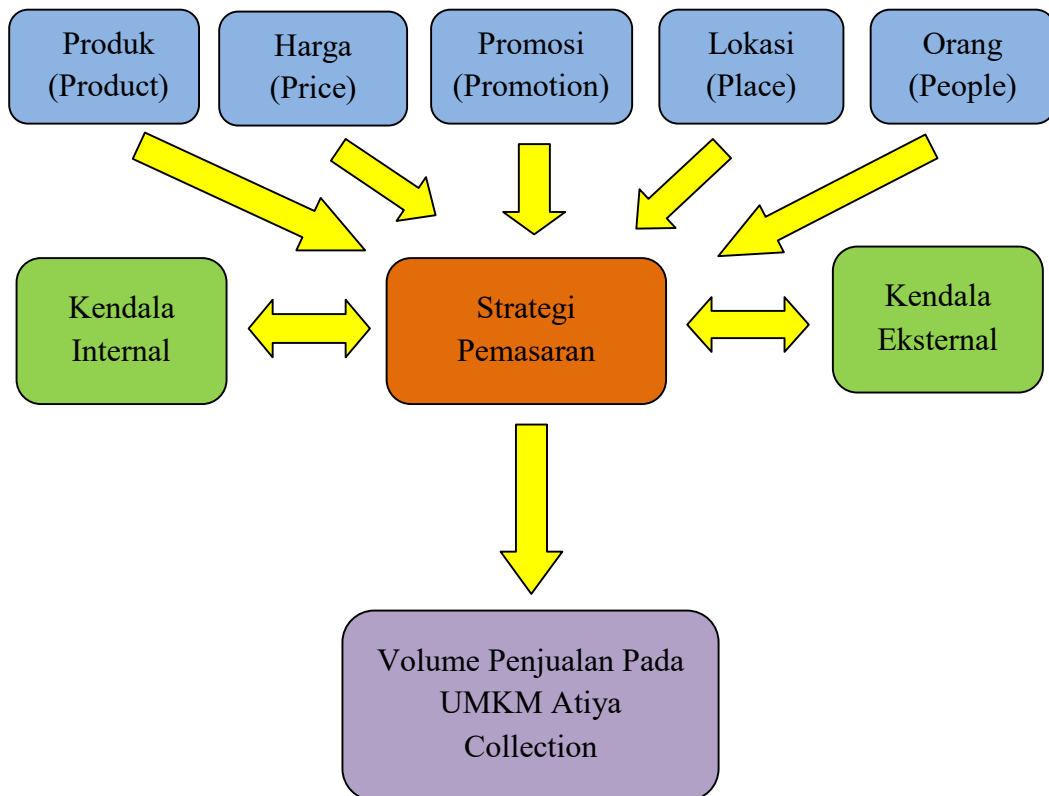 Produk
(Product)
Harga
(Price)
Promosi
(Promotion)
Lokasi
(Place)
Orang
(People)
Kendala
Internal
Strategi
Pemasaran
Kendala
Eksternal
Volume Penjualan Pada
UMKM Atiya
Collection